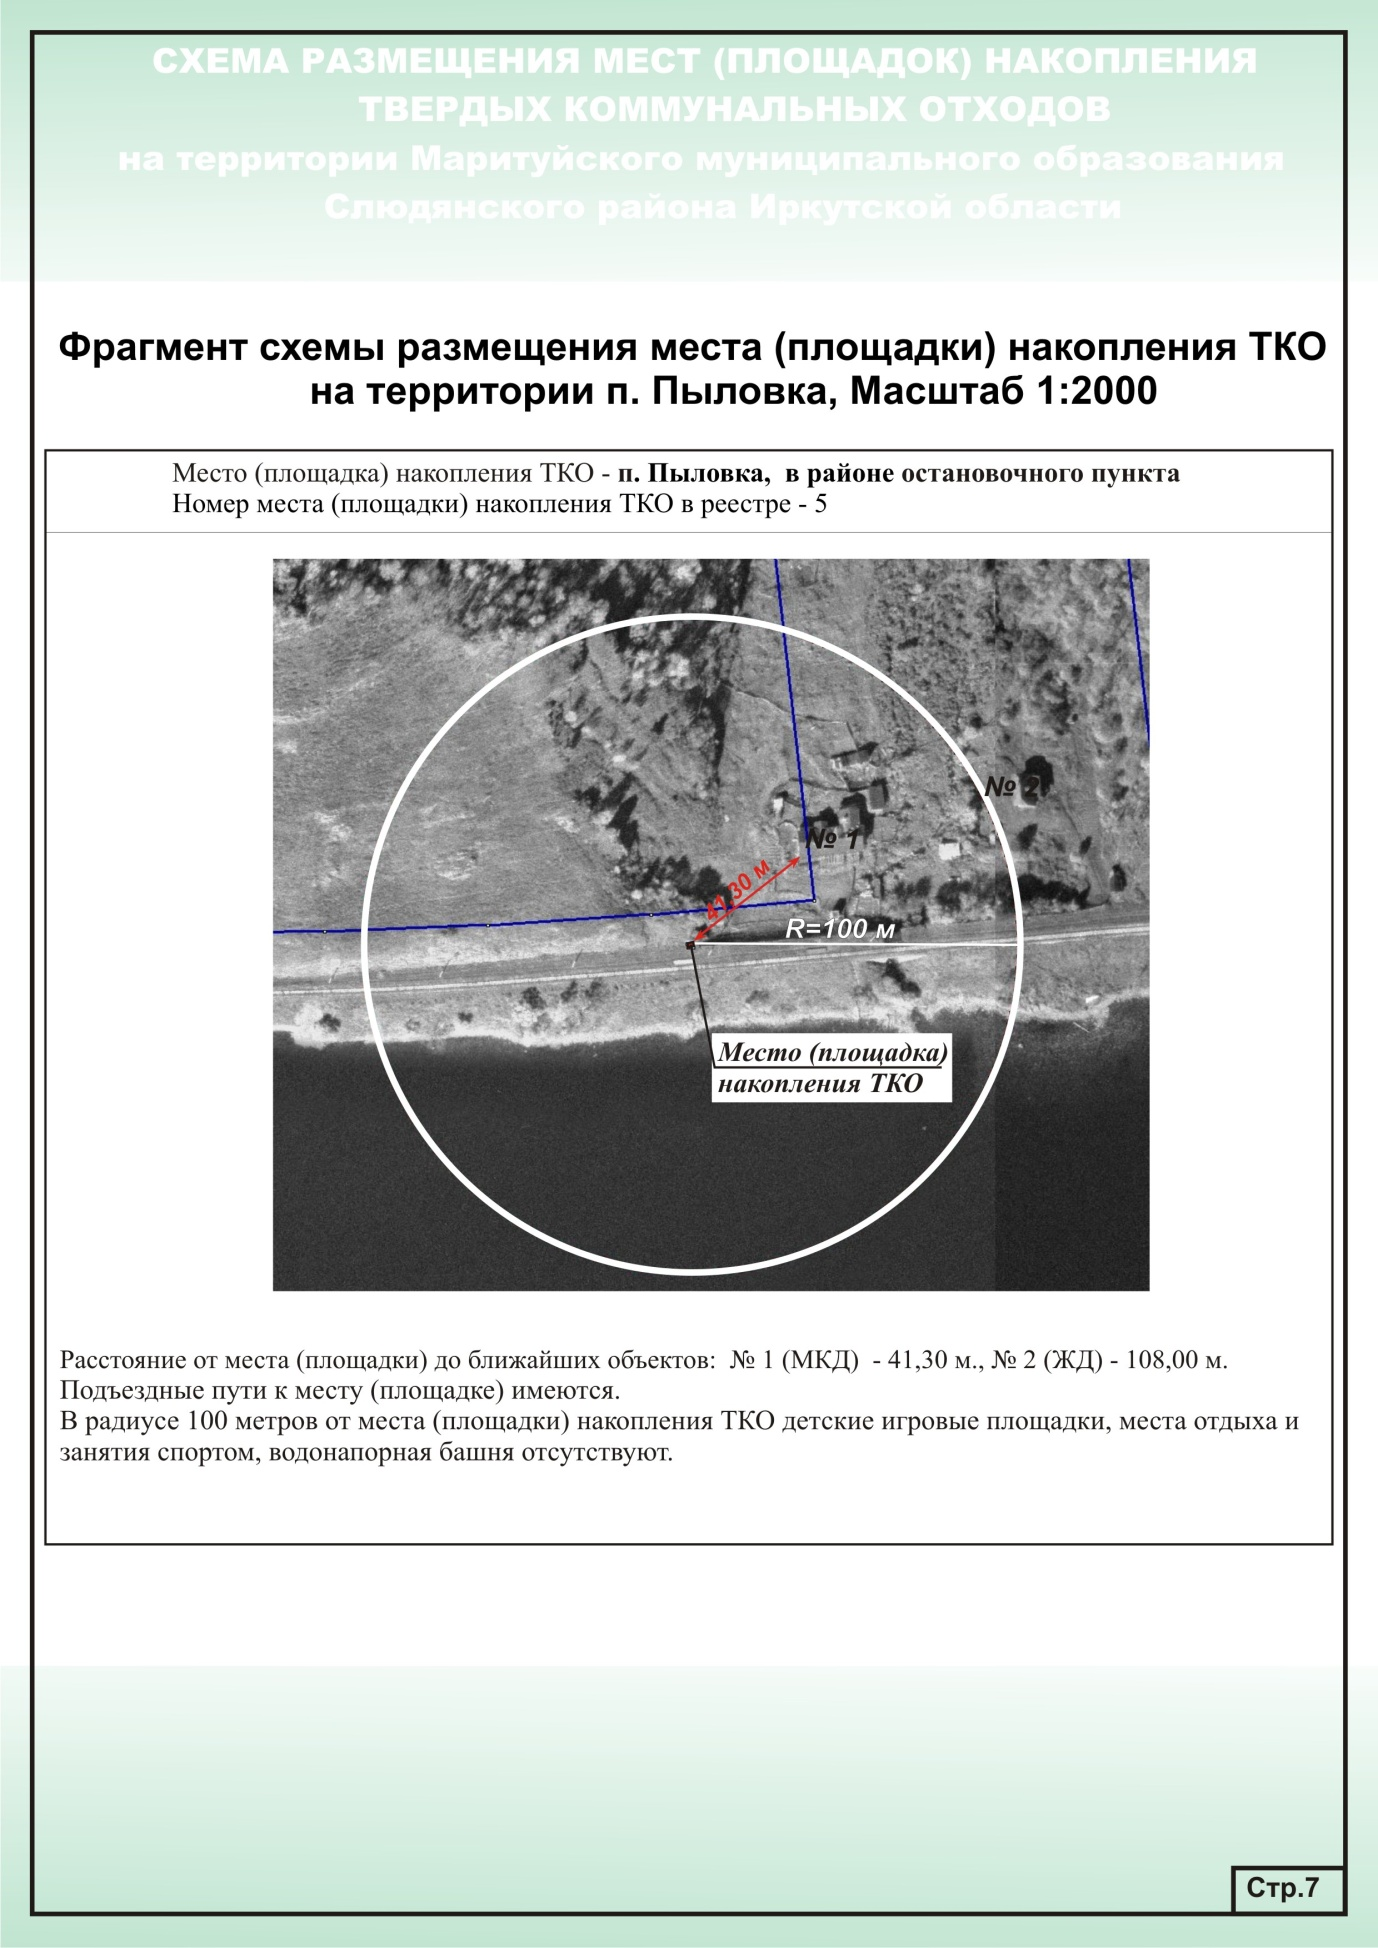 СХЕМА РАЗМЕЩЕНИЯ МЕСТ (ПЛОЩАДОК) НАКОПЛЕНИЯ
ТВЕРДЫХ КОММУНАЛЬНЫХ ОТХОДОВ
на территории Маритуйского муниципального образования
Слюдянского района Иркутской области
Фрагмент схемы размещения места (площадки) накопления ТКО
на территории п. Пыловка, Масштаб 1:2000
Место (площадка) накопления ТКО - п. Пыловка, в районе остановочного пункта
Номер места (площадки) накопления ТКО в реестре - 5
№ 2
№ 1
41,30 м
R=100 м
Место (площадка)
накопления ТКО
Расстояние от места (площадки) до ближайших объектов: № 1 (МКД) - 41,30 м., № 2 (ЖД) - 108,00 м.
Подъездные пути к месту (площадке) имеются.
В радиусе 100 метров от места (площадки) накопления ТКО детские игровые площадки, места отдыха и
занятия спортом, водонапорная башня отсутствуют.
Стр.7